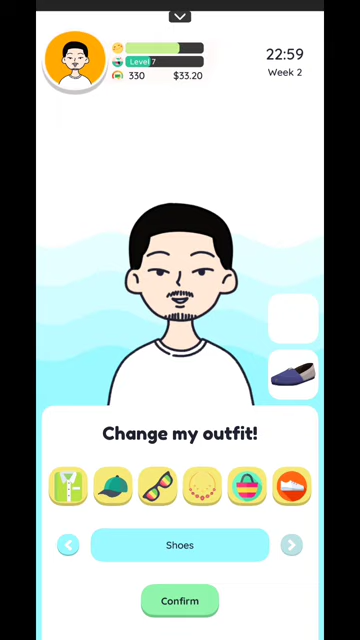 22:59
Level 7
330
$33.20
Week 2
Change my outfit!
Shoes
Confirm